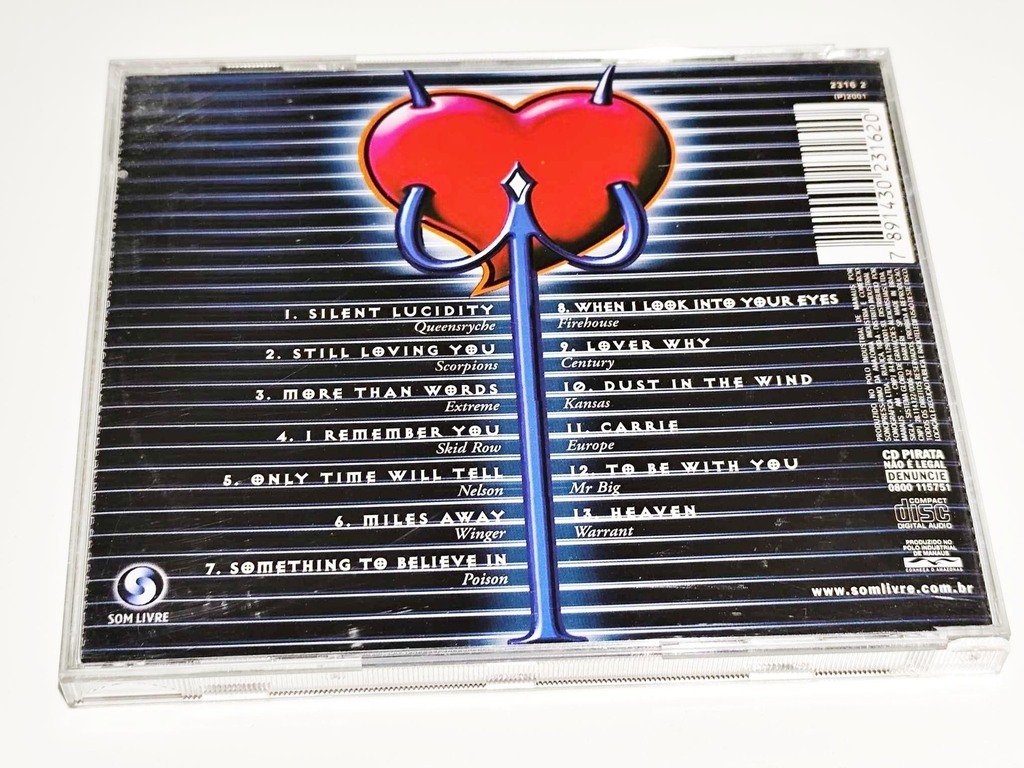 2316 2
(P)2001
7 891430 231620
1. SILENT LUCIDITY
Queensryche
2. STILL LOVING YOU
Scorpions
3. MORE THAN WORDS
Extreme
4. I REMEMBER YOU
Skid Row
5. ONLY TIME WILL TELL
Nelson
6. MILES AWAY
Winger
7. SOMETHING TO BELIEVE IN
Poison
8. WHEN I LOOK INTO YOUR EYES
Firehouse
9. LOVER WHY
Century
10. DUST IN THE WIND
Kansas
11. CARRIE
Europe
12. TO BE WITH YOU
Mr Big
13. HEAVEN
Warrant
CD PIRATA
NÃO É LEGAL
DENUNCIE
0800 115751
COMPACT
disc
DIGITAL AUDIO
PRODUZIDO NO
POLO INDUSTRIAL
DE MANAUS
www.somlivre.com.br
SOM LIVRE